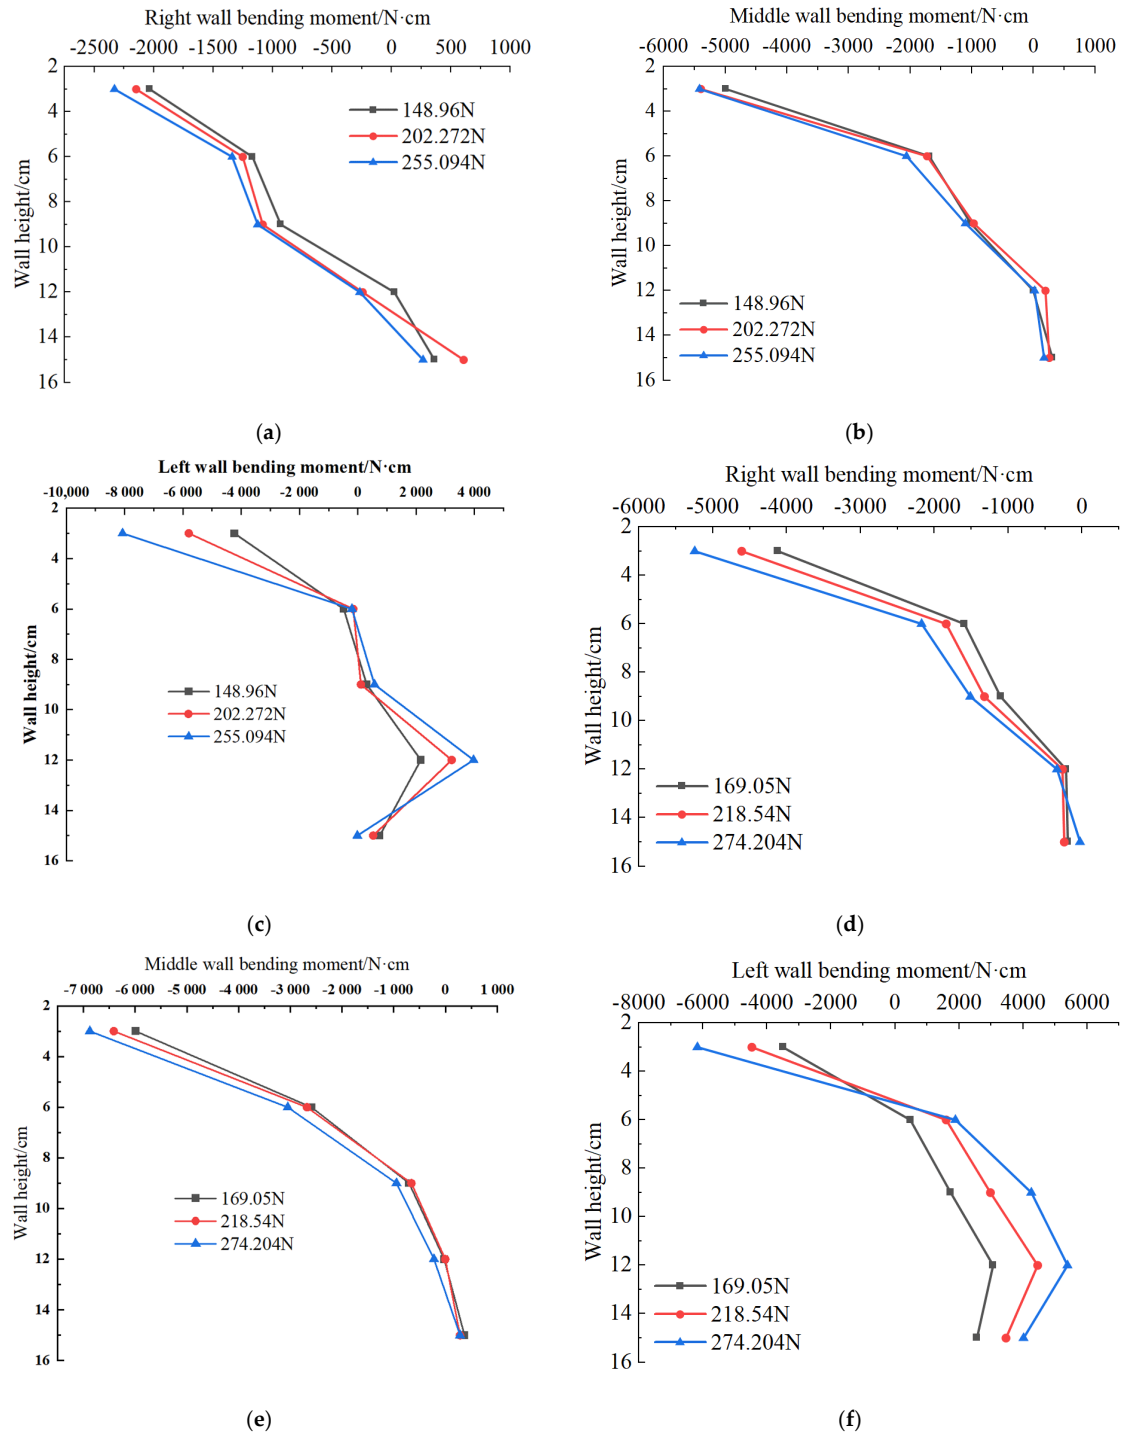 Right wall bending moment/N·cm
-2500 -2000 -1500 -1000 -500 0 500 1000
2
4
6
8
10
12
14
16
Wall height/cm
148.96N
202.272N
255.094N
(a)
Middle wall bending moment/N·cm
-6000 -5000 -4000 -3000 -2000 -1000 0 1000
2
4
6
8
10
12
14
16
Wall height/cm
148.96N
202.272N
255.094N
(b)
Left wall bending moment/N·cm
-10,000 -8 000 -6 000 -4 000 -2 000 0 2 000 4 000
2
4
6
8
10
12
14
16
Wall height/cm
148.96N
202.272N
255.094N
(c)
Right wall bending moment/N·cm
-6000 -5000 -4000 -3000 -2000 -1000 0
2
4
6
8
10
12
14
16
Wall height/cm
169.05N
218.54N
274.204N
(d)
Middle wall bending moment/N·cm
-7 000 -6 000 -5 000 -4 000 -3 000 -2 000 -1 000 0 1 000
2
4
6
8
10
12
14
16
Wall height/cm
169.05N
218.54N
274.204N
(e)
Left wall bending moment/N·cm
-8000 -6000 -4000 -2000 0 2000 4000 6000
2
4
6
8
10
12
14
16
Wall height/cm
169.05N
218.54N
274.204N
(f)